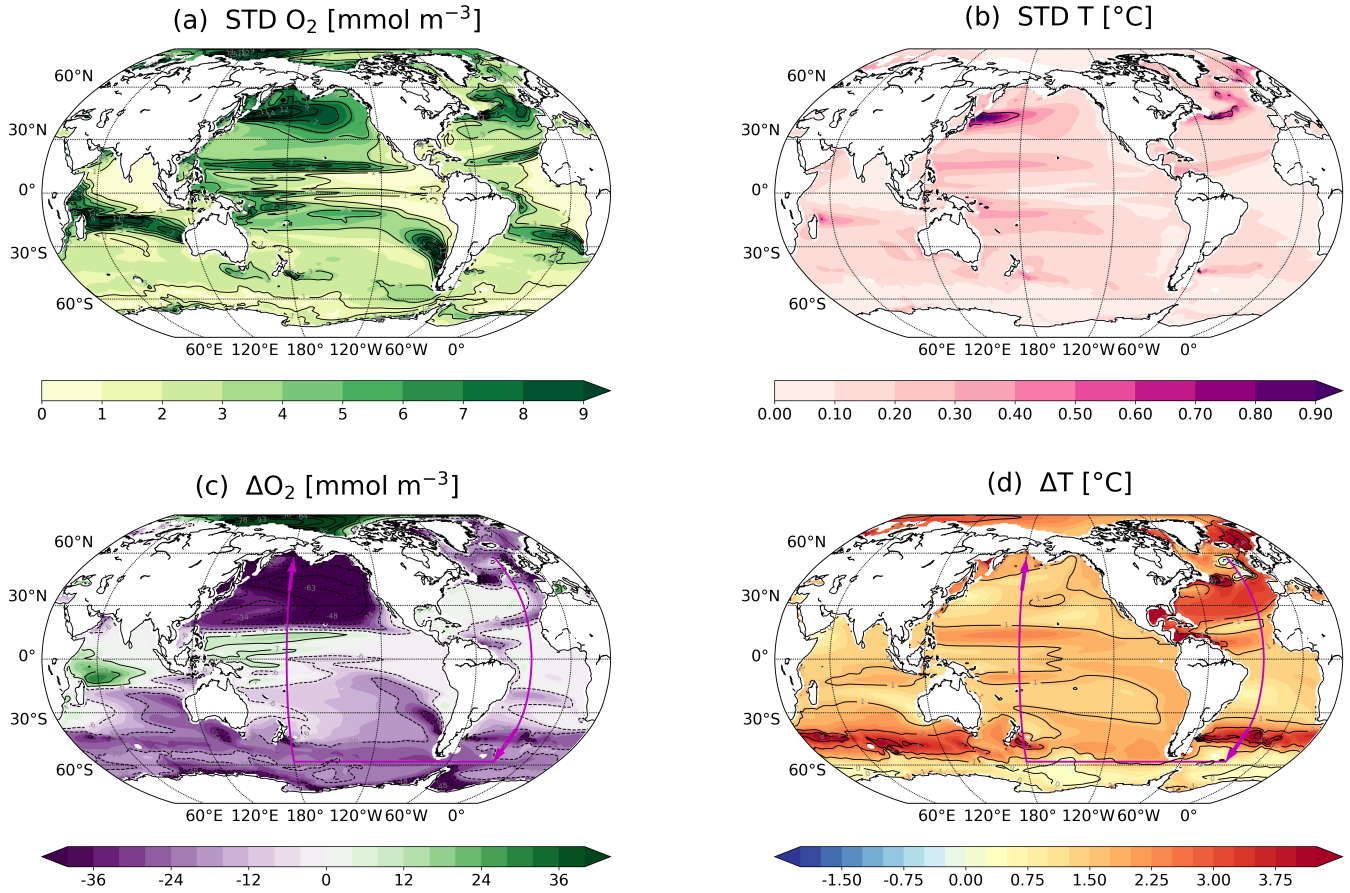 (a) STD O₂ [mmol m⁻³]
(b) STD T [°C]
60°N
30°N
0°
30°S
60°S
60°E 120°E 180° 120°W 60°W 0°
60°N
30°N
0°
30°S
60°S
60°E 120°E 180° 120°W 60°W 0°
0 1 2 3 4 5 6 7 8 9
0.00 0.10 0.20 0.30 0.40 0.50 0.60 0.70 0.80 0.90
(c) ΔO₂ [mmol m⁻³]
(d) ΔT [°C]
60°N
30°N
0°
30°S
60°S
-63
-48
60°E 120°E 180° 120°W 60°W 0°
60°N
30°N
0°
30°S
60°S
60°E 120°E 180° 120°W 60°W 0°
-36 -24 -12 0 12 24 36
-1.50 -0.75 0.00 0.75 1.50 2.25 3.00 3.75